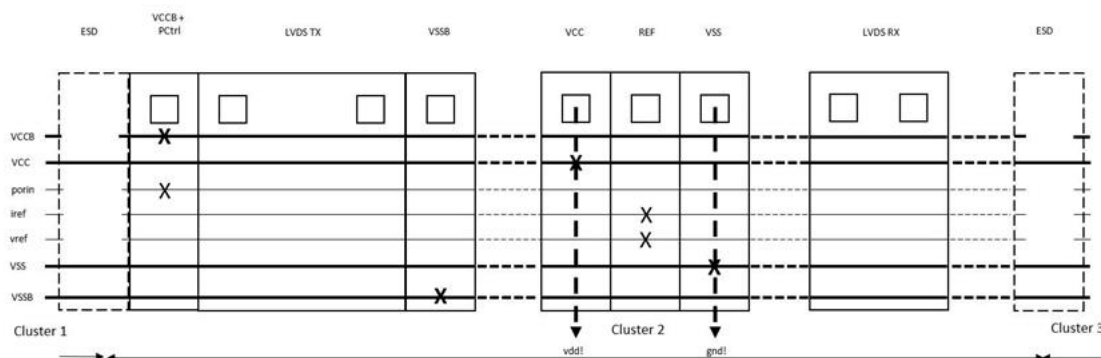 VCCB +
ESD PCtrl LVDS TX VSSB VCC REF VSS LVDS RX ESD
VCCB
VCC
porin
iref
vref
VSS
VSSB
Cluster 1 Cluster 2 Cluster 3
vdd! gnd!